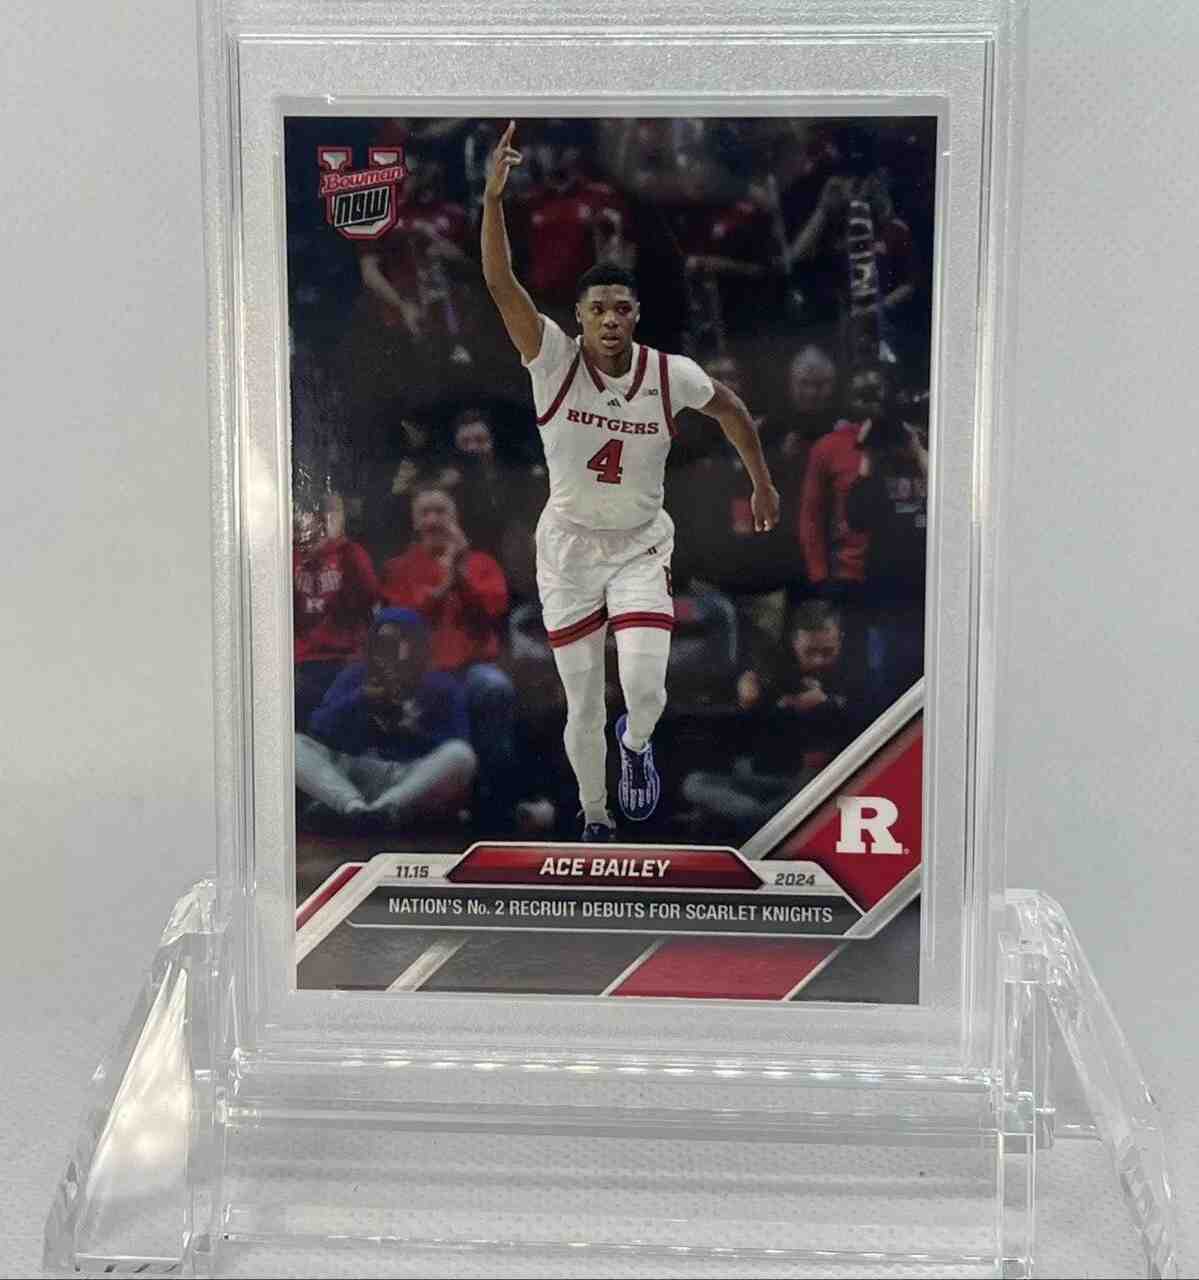 Bowman
NOW
RUTGERS
4
R
ACE BAILEY
11.15
2024
NATION'S No. 2 RECRUIT DEBUTS FOR SCARLET KNIGHTS